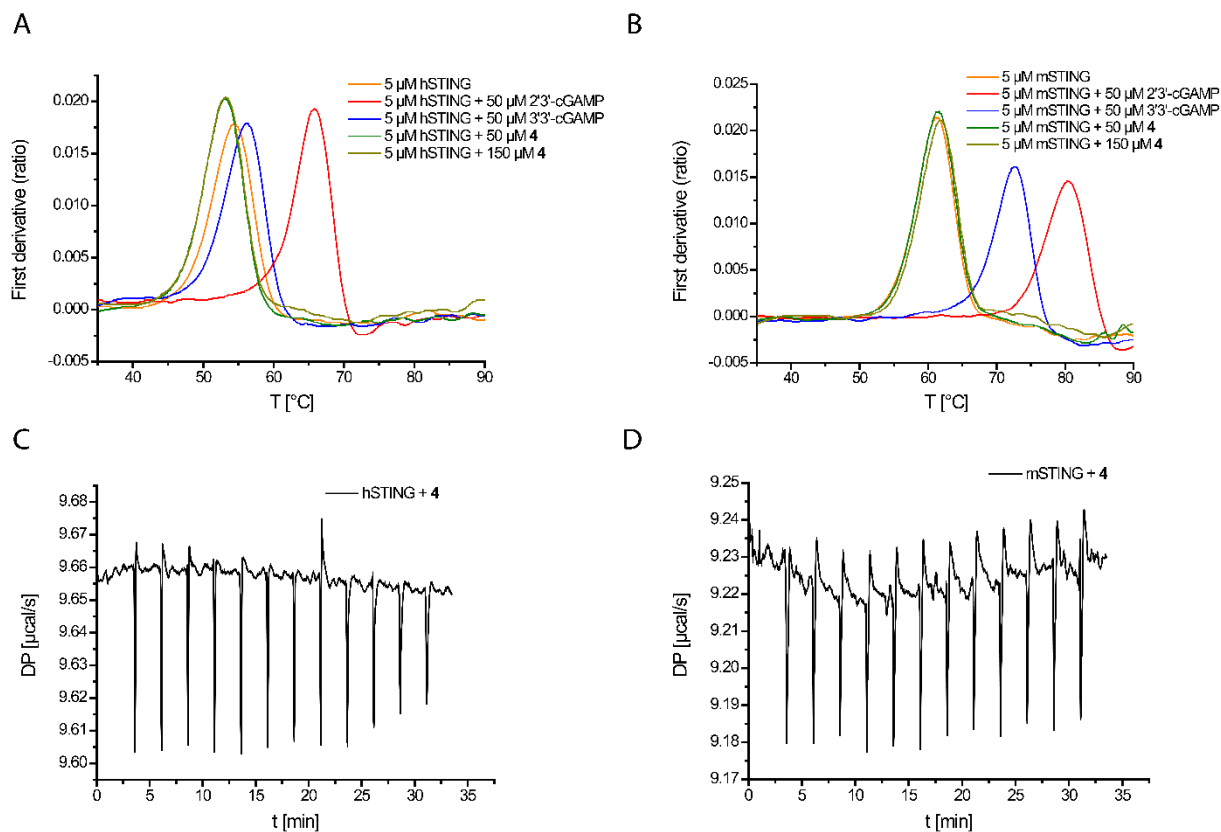 A
5 µM hSTING
5 µM hSTING + 50 µM 2'3'-cGAMP
5 µM hSTING + 50 µM 3'3'-cGAMP
5 µM hSTING + 50 µM 4
5 µM hSTING + 150 µM 4
First derivative (ratio)
0.020
0.015
0.010
0.005
0.000
-0.005
40 50 60 70 80 90
T [°C]
B
5 µM mSTING
5 µM mSTING + 50 µM 2'3'-cGAMP
5 µM mSTING + 50 µM 3'3'-cGAMP
5 µM mSTING + 50 µM 4
5 µM mSTING + 150 µM 4
First derivative (ratio)
0.025
0.020
0.015
0.010
0.005
0.000
-0.005
40 50 60 70 80 90
T [°C]
C
hSTING + 4
DP [µcal/s]
9.68
9.67
9.66
9.65
9.64
9.63
9.62
9.61
9.60
0 5 10 15 20 25 30 35
t [min]
D
mSTING + 4
DP [µcal/s]
9.25
9.24
9.23
9.22
9.21
9.20
9.19
9.18
9.17
0 5 10 15 20 25 30 35
t [min]